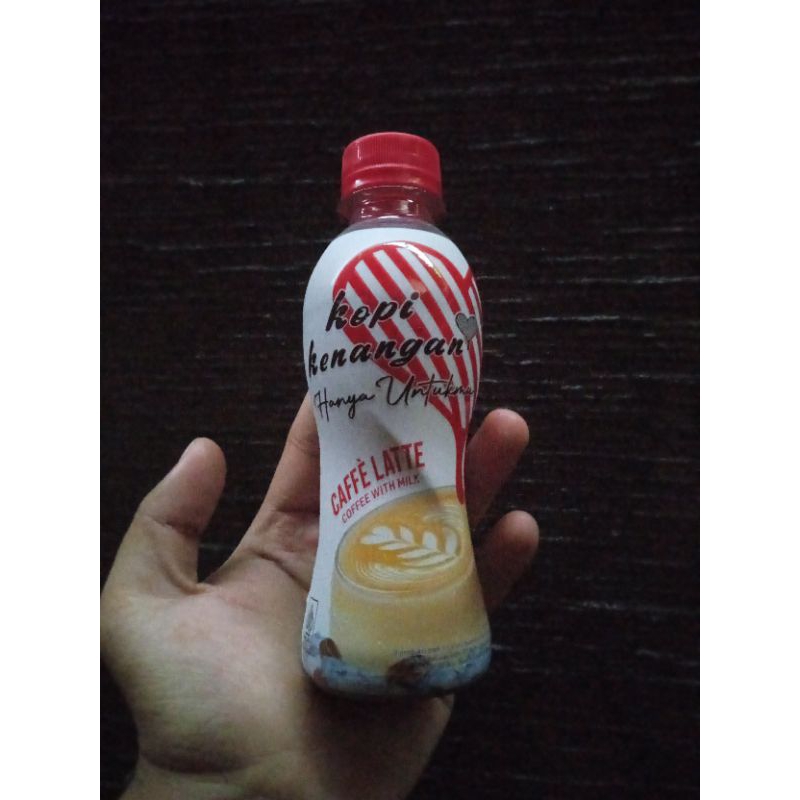 kopi
kenangan
Hanya Untukmu
CAFFÈ LATTE
COFFEE WITH MILK